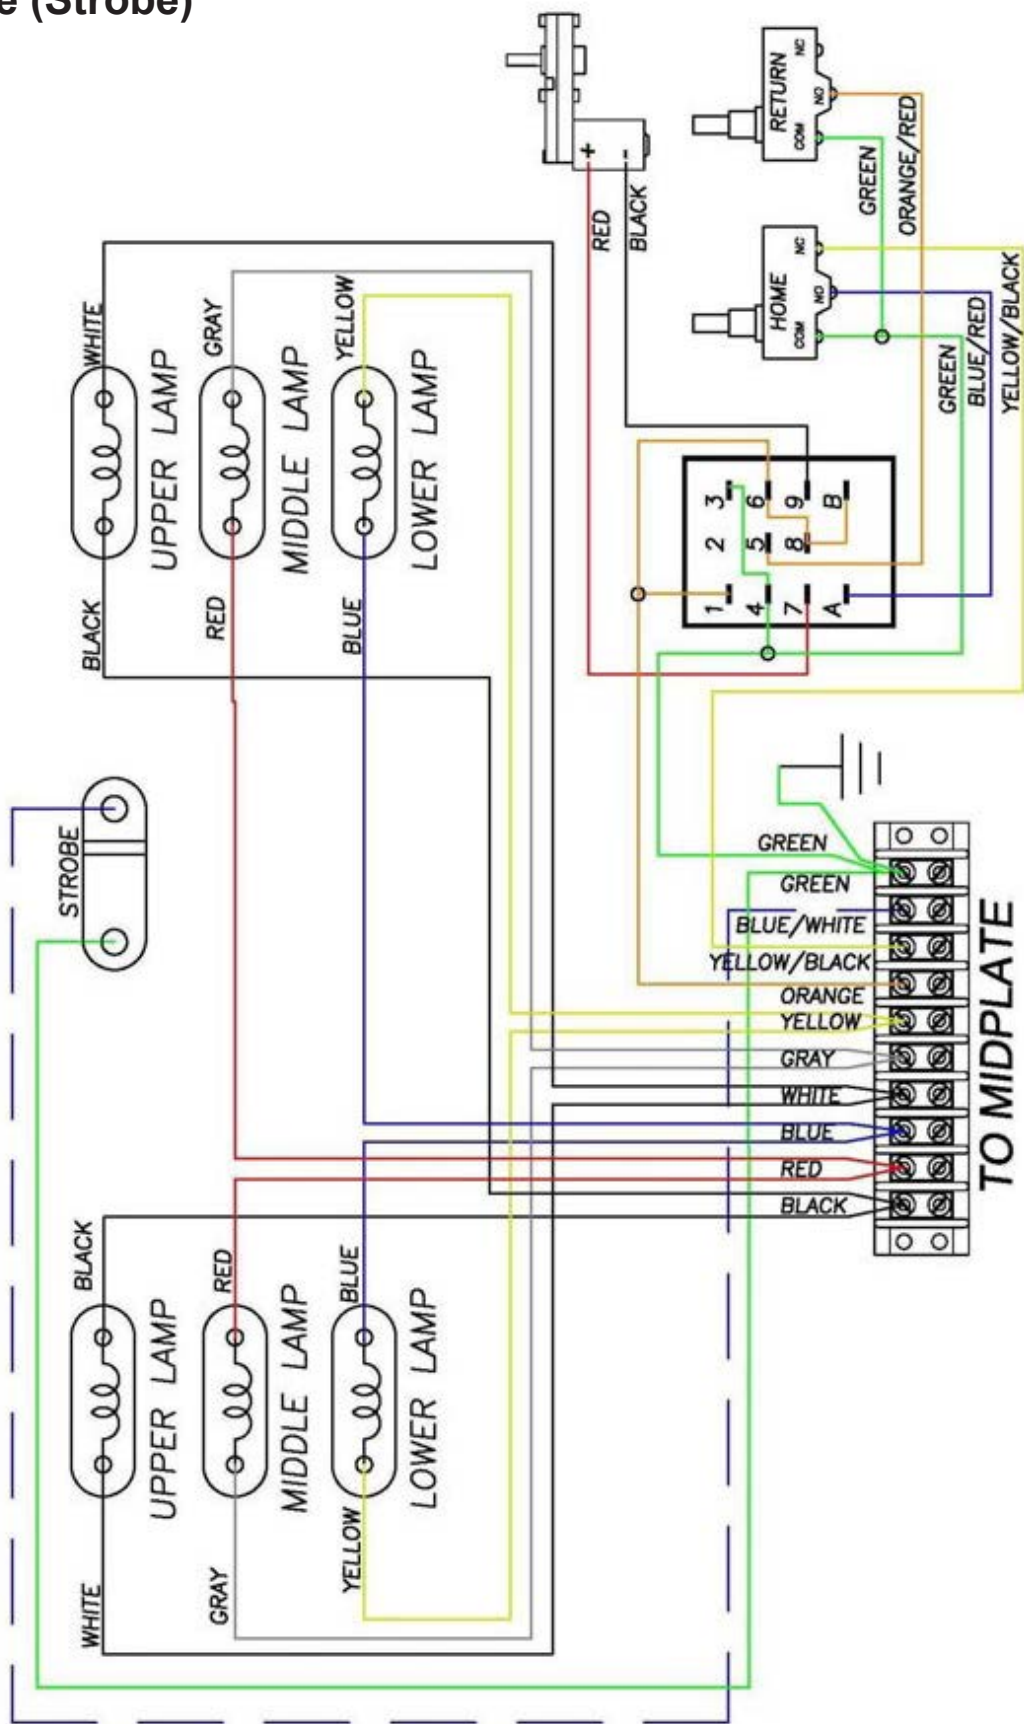 e (Strobe)
RETURN
NC
NO
COM
GREEN
ORANGE/RED
+
-
RED
BLACK
HOME
NC
NO
COM
GREEN
BLUE/RED
YELLOW/BLACK
WHITE
UPPER LAMP
BLACK
GRAY
MIDDLE LAMP
RED
YELLOW
LOWER LAMP
BLUE
3
6
9
B
2
5
8
1
4
7
A
STROBE
GREEN
GREEN
BLUE/WHITE
YELLOW/BLACK
ORANGE
YELLOW
GRAY
WHITE
BLUE
RED
BLACK
TO MIDPLATE
BLACK
UPPER LAMP
WHITE
RED
MIDDLE LAMP
GRAY
BLUE
LOWER LAMP
YELLOW